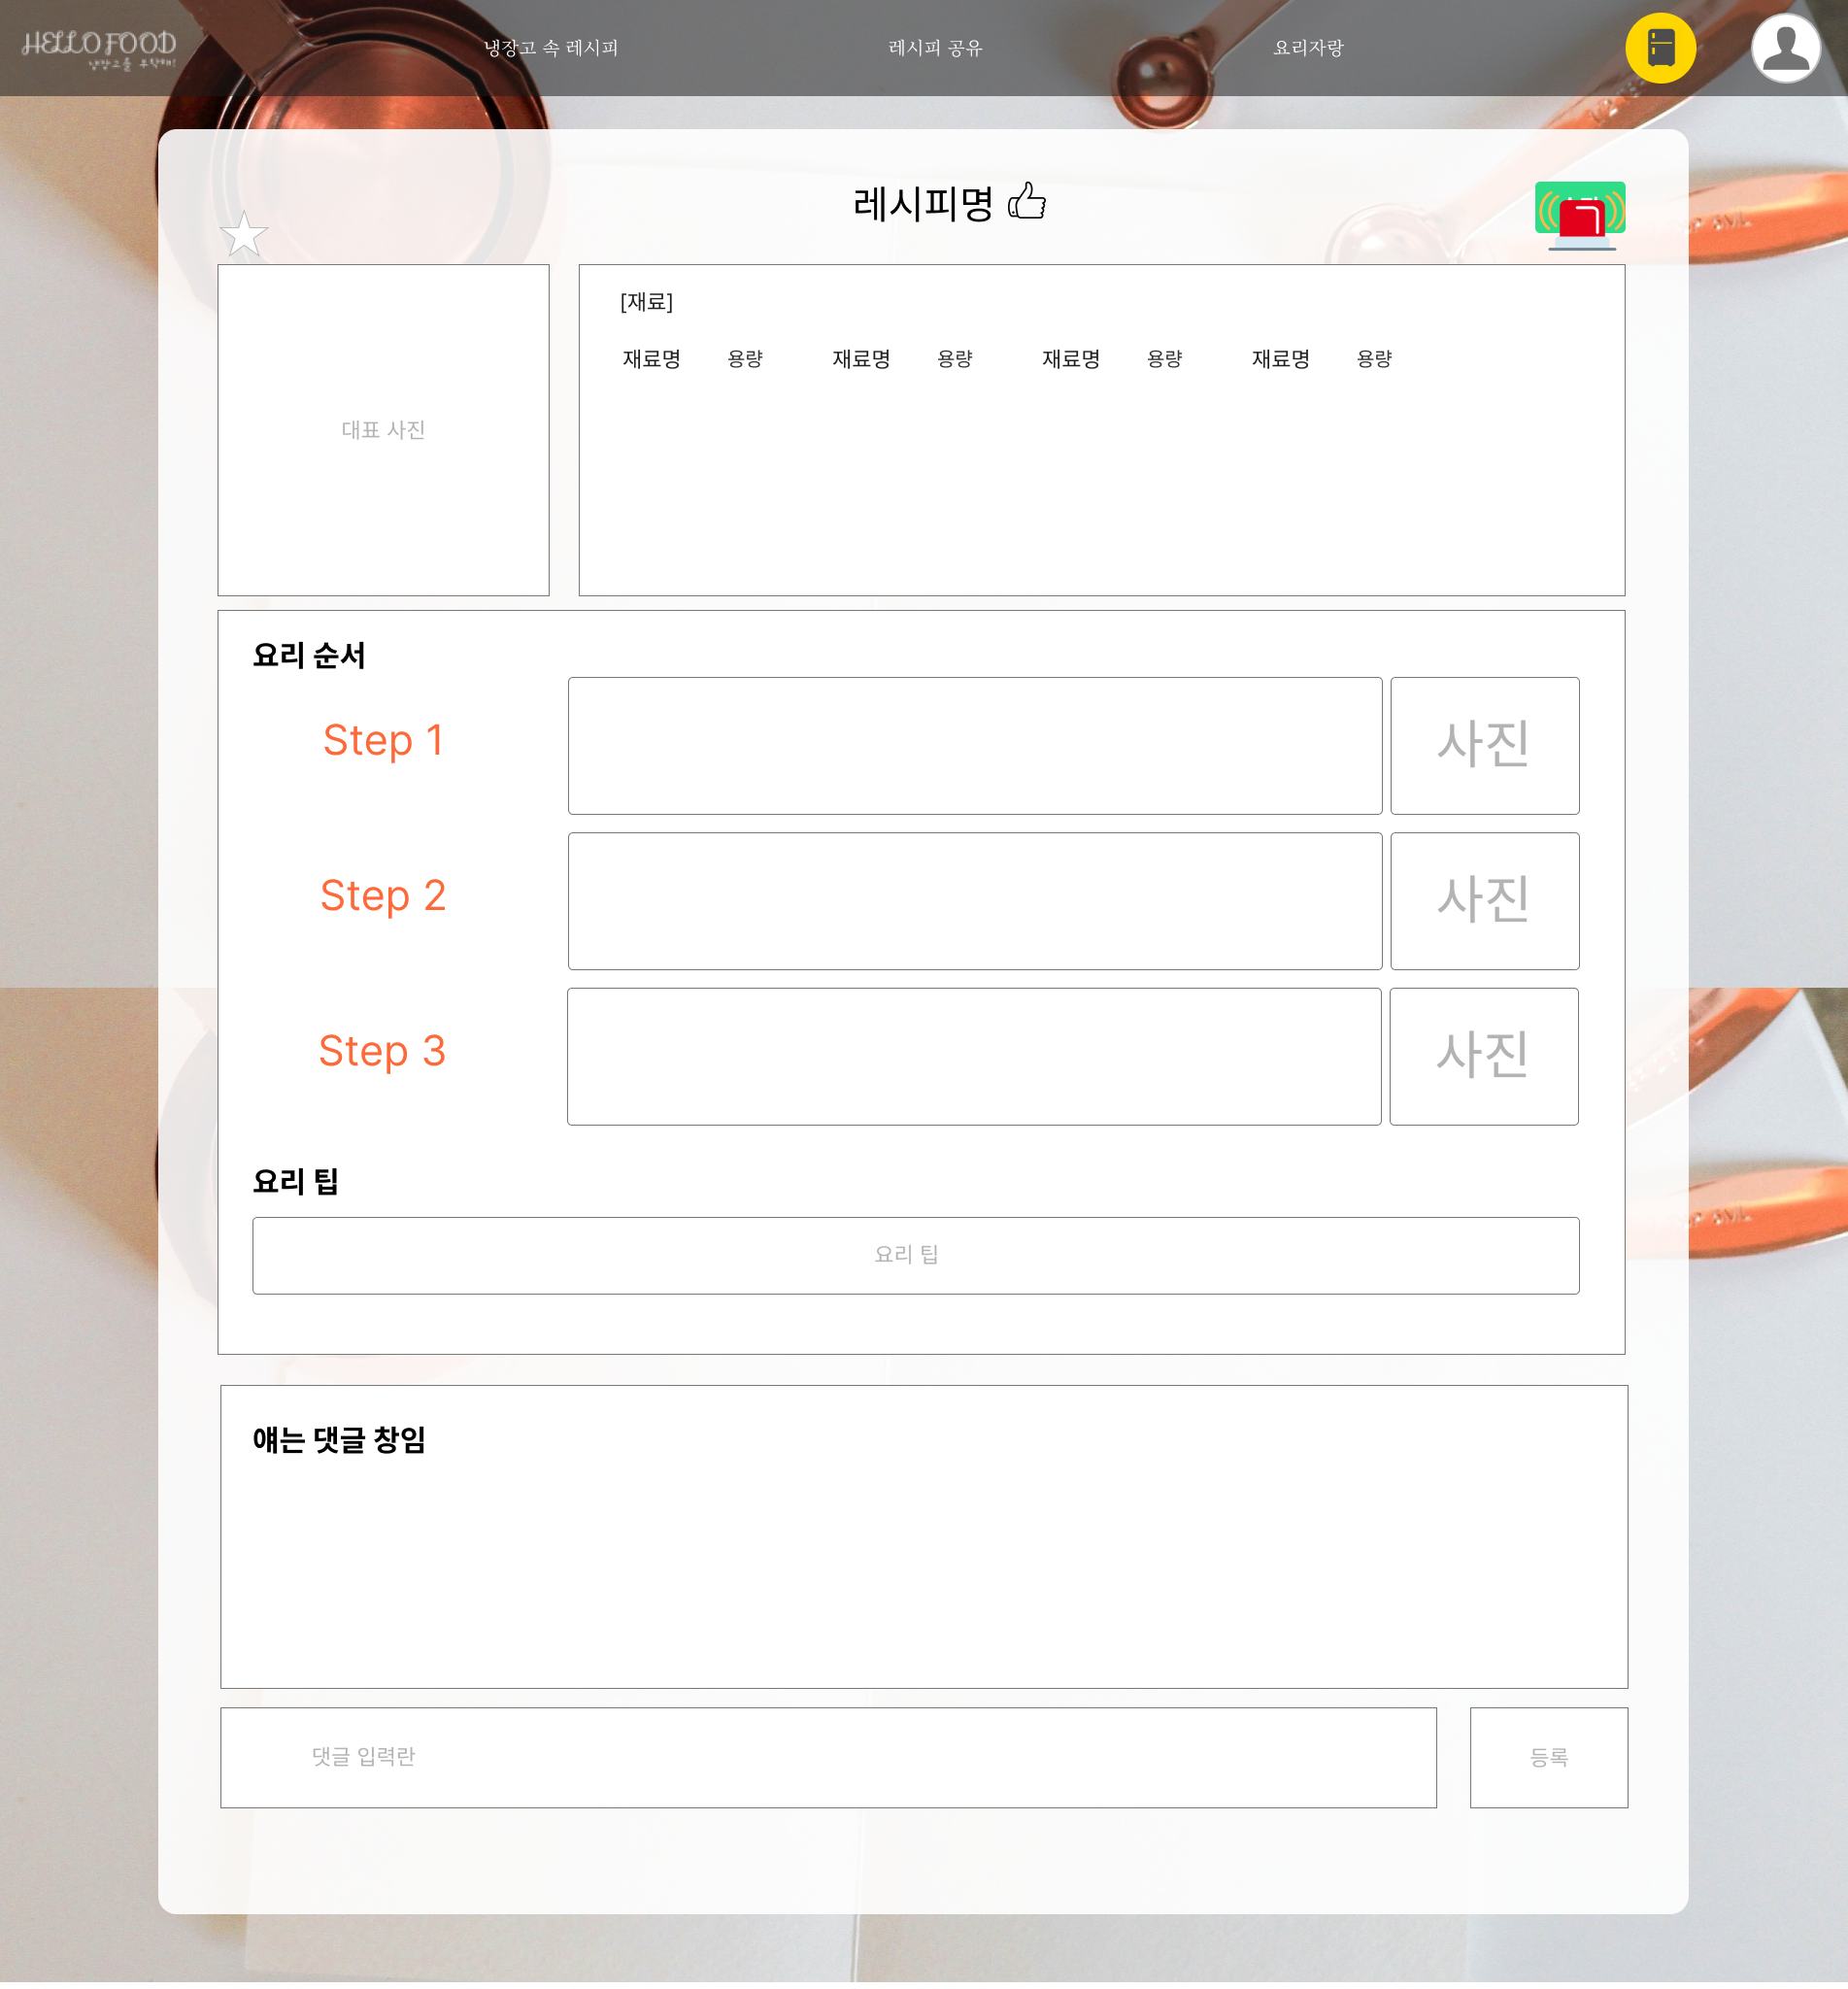 HELLO FOOD
냉장고를 부탁해!
냉장고 속 레시피
레시피 공유
요리자랑
레시피명
[재료]
재료명 용량 재료명 용량 재료명 용량 재료명 용량
대표 사진
요리 순서
Step 1
사진
Step 2
사진
Step 3
사진
요리 팁
요리 팁
얘는 댓글 창임
댓글 입력란
등록